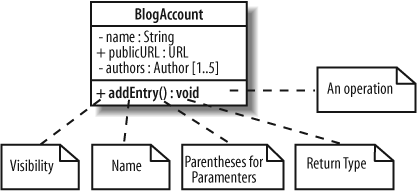 BlogAccount
- name : String
+ publicURL : URL
- authors : Author [1..5]
+ addEntry() : void
An operation
Visibility
Name
Parentheses for
Paramenters
Return Type